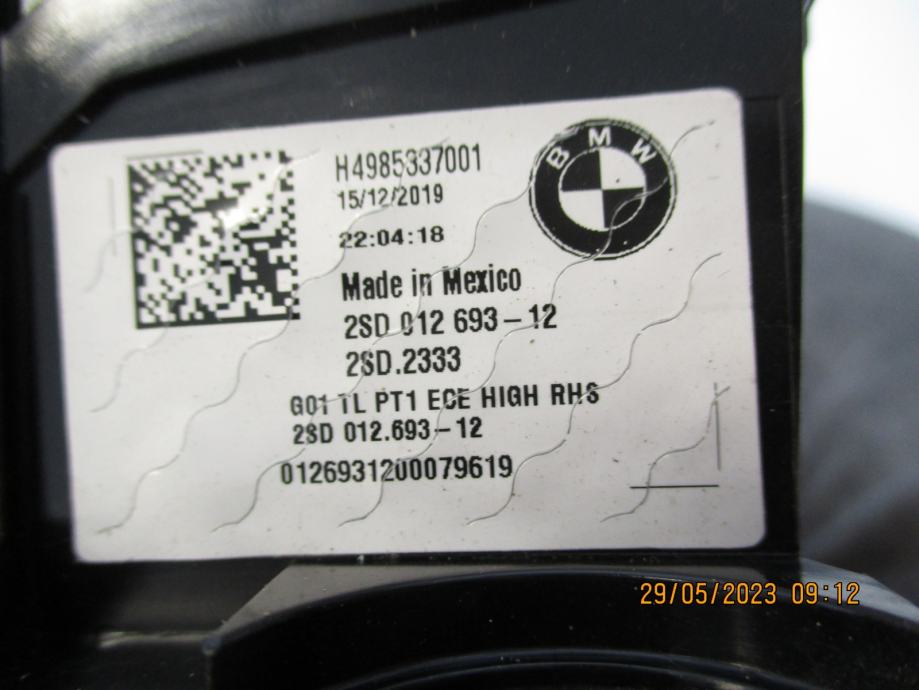 H4985337001
15/12/2019
BMW
22:04:18
Made in Mexico
2SD 012 693-12
2SD.2333
G01 TL PT1 ECE HIGH RHS
2SD 012.693-12
0126931200079619
29/05/2023 09:12